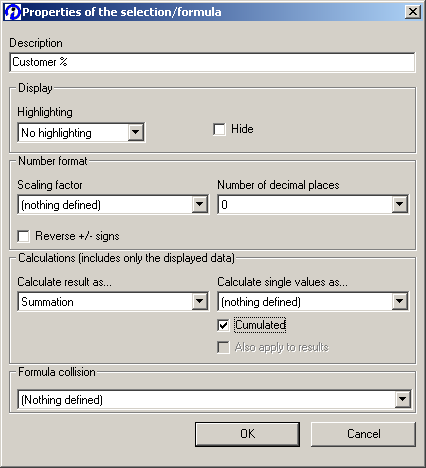 Properties of the selection/formula
Description
Customer %
Display
Highlighting
No highlighting
Hide
Number format
Scaling factor
Number of decimal places
(nothing defined)
0
Reverse +/- signs
Calculations (includes only the displayed data)
Calculate result as...
Calculate single values as...
Summation
(nothing defined)
Cumulated
Also apply to results
Formula collision
(Nothing defined)
OK
Cancel